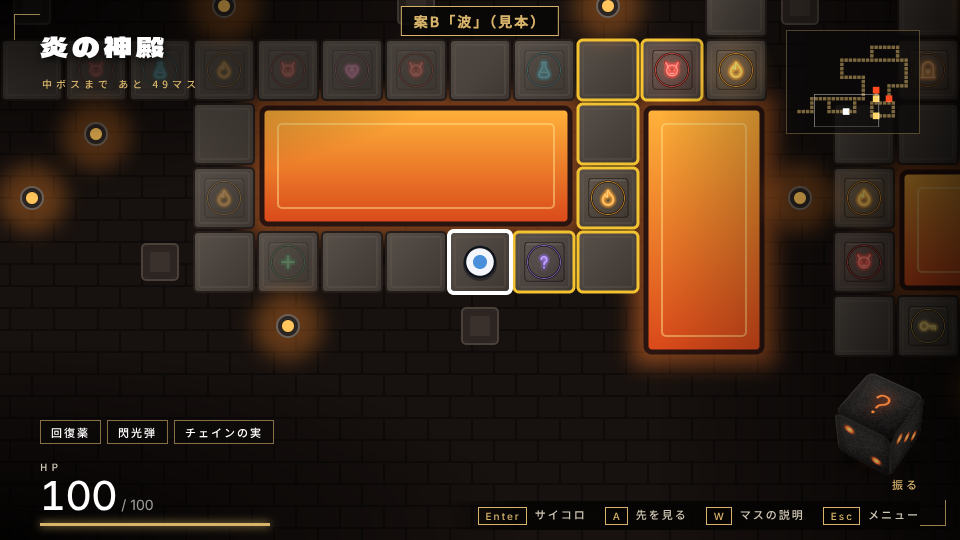 案B「波」（見本）
炎の神殿
中ボスまで あと 49マス
?
?
回復薬 閃光弾 チェインの実
HP
100 / 100
振る
Enter サイコロ A 先を見る W マスの説明 Esc メニュー